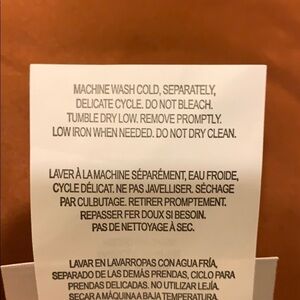 MACHINE WASH COLD, SEPARATELY,
DELICATE CYCLE. DO NOT BLEACH.
TUMBLE DRY LOW. REMOVE PROMPTLY.
LOW IRON WHEN NEEDED. DO NOT DRY CLEAN.
LAVER À LA MACHINE SÉPARÉMENT, EAU FROIDE,
CYCLE DÉLICAT. NE PAS JAVELLISER. SÉCHAGE
PAR CULBUTAGE. RETIRER PROMPTEMENT.
REPASSER FER DOUX SI BESOIN.
PAS DE NETTOYAGE À SEC.
LAVAR EN LAVARROPAS CON AGUA FRÍA,
SEPARADO DE LAS DEMÁS PRENDAS, CICLO PARA
PRENDAS DELICADAS. NO UTILIZAR LEJÍA.
SECAR A MÁQUINA A BAJA TEMPERATURA.